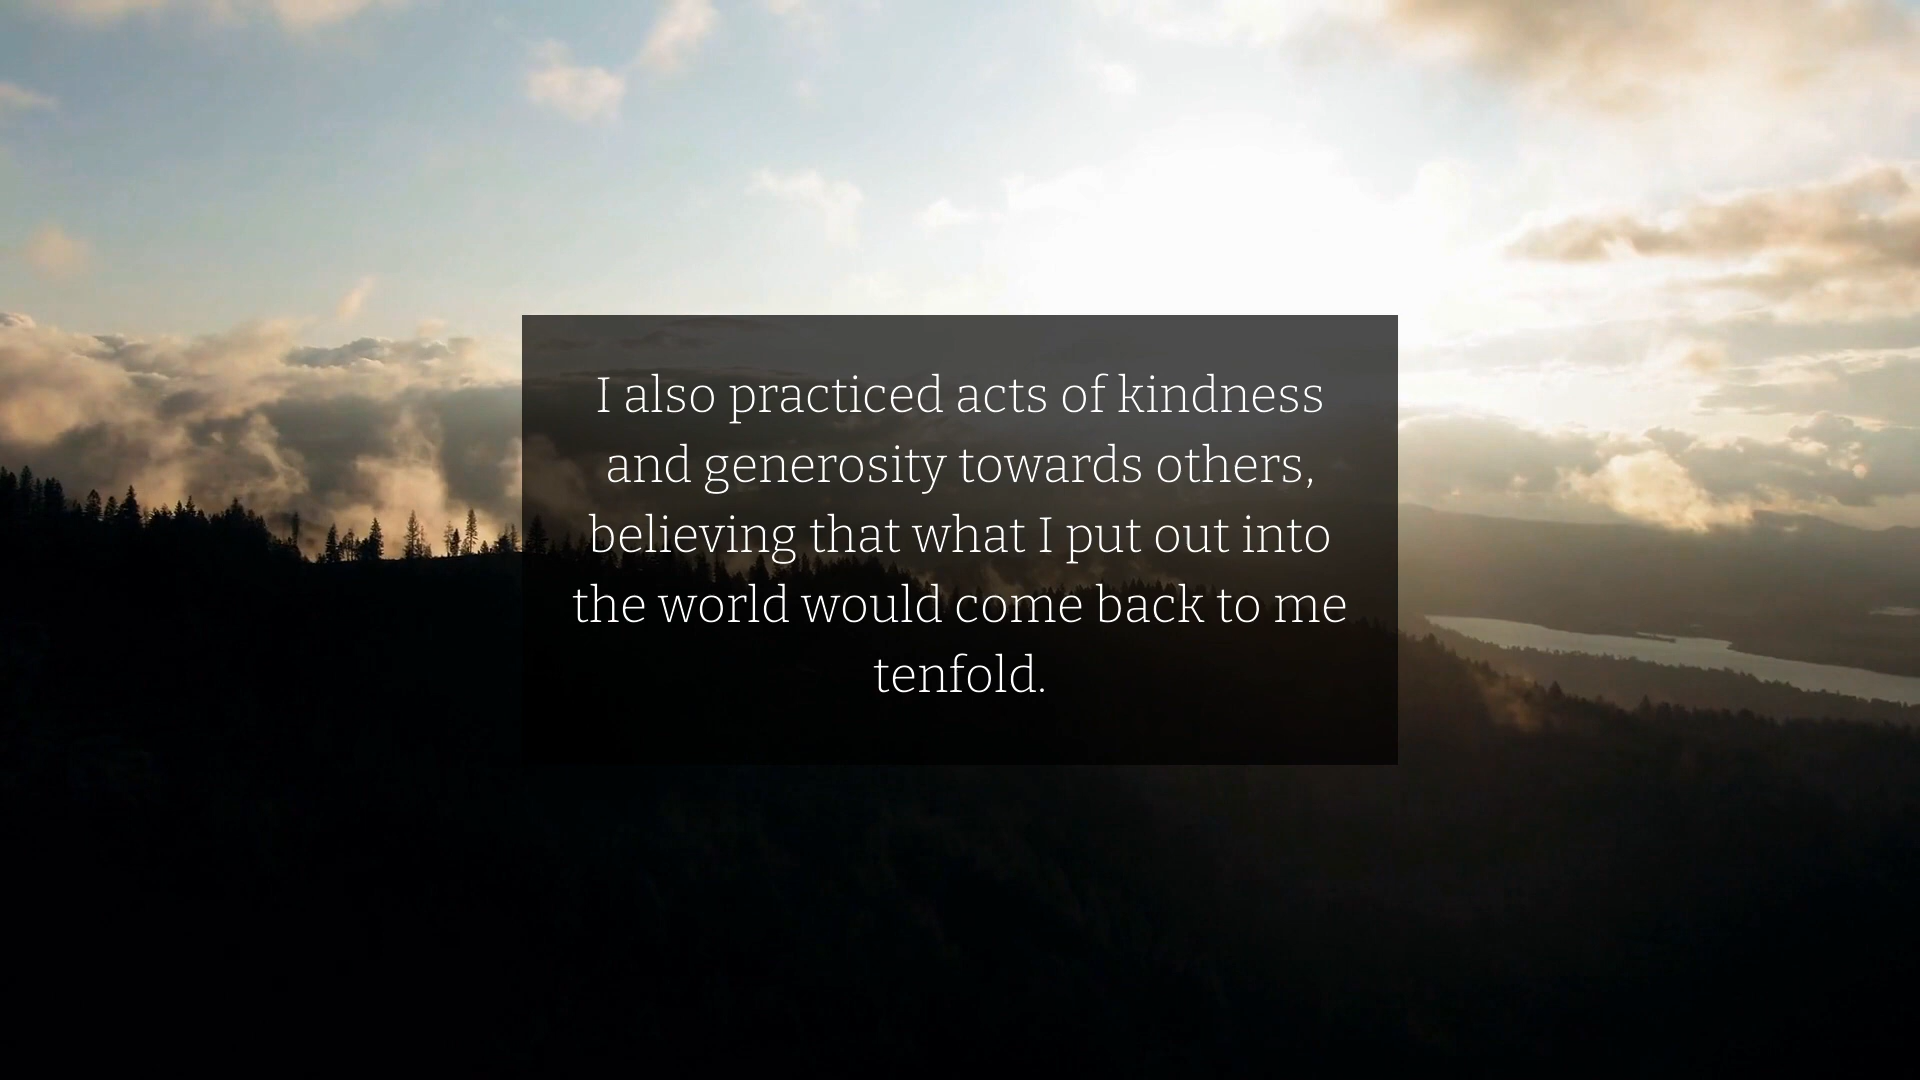 I also practiced acts of kindness
and generosity towards others,
believing that what I put out into
the world would come back to me
tenfold.